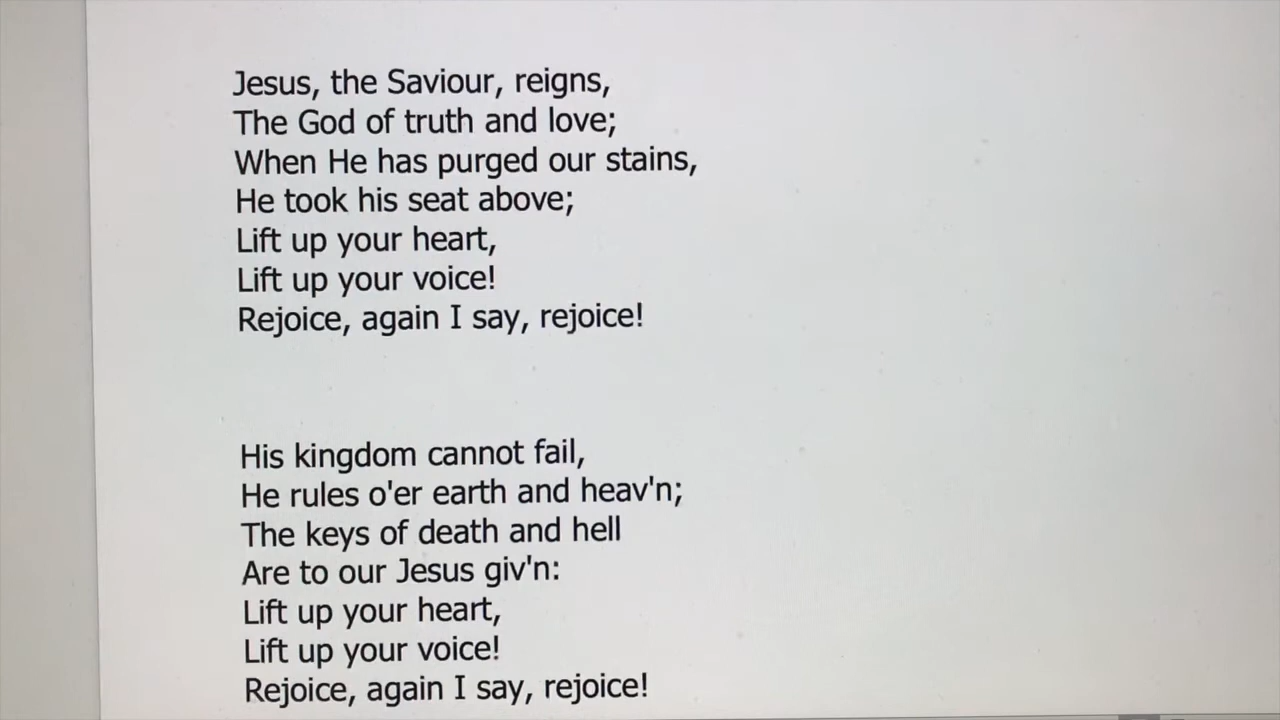 Jesus, the Saviour, reigns,
The God of truth and love;
When He has purged our stains,
He took his seat above;
Lift up your heart,
Lift up your voice!
Rejoice, again I say, rejoice!
His kingdom cannot fail,
He rules o'er earth and heav'n;
The keys of death and hell
Are to our Jesus giv'n:
Lift up your heart,
Lift up your voice!
Rejoice, again I say, rejoice!